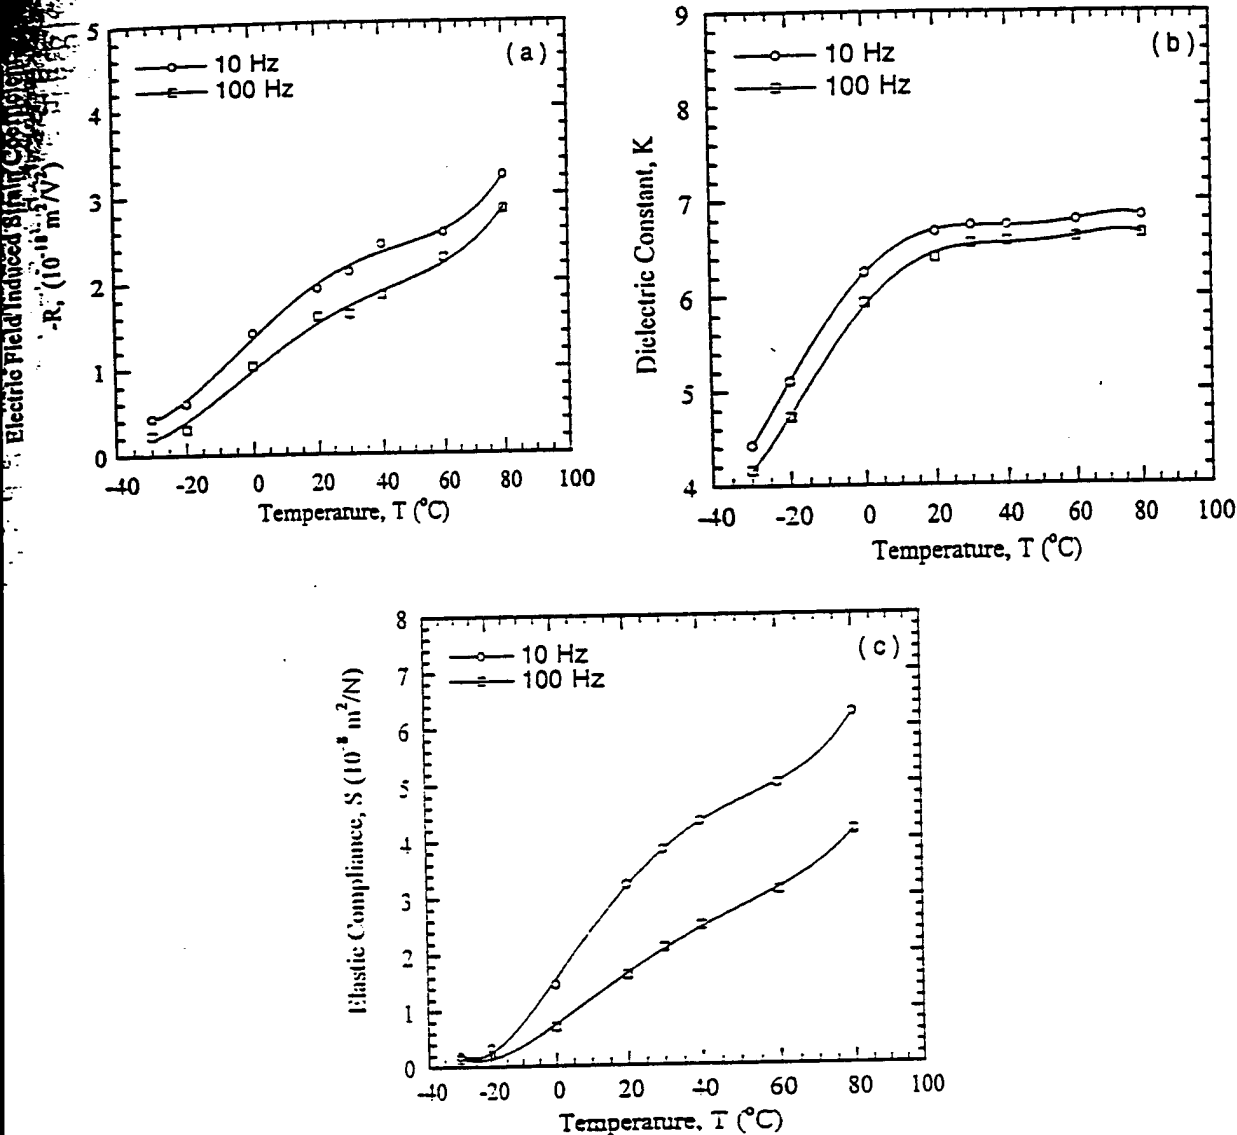 (a)
10 Hz
100 Hz
5
4
3
2
1
0
-40 -20 0 20 40 60 80 100
Temperature, T (°C)
Electric Field Induced Strain
-R, (10⁻¹⁸ m²/V²)
(b)
10 Hz
100 Hz
9
8
7
6
5
4
-40 -20 0 20 40 60 80 100
Temperature, T (°C)
Dielectric Constant, K
(c)
10 Hz
100 Hz
8
7
6
5
4
3
2
1
0
-40 -20 0 20 40 60 80 100
Temperature, T (°C)
Elastic Compliance, S (10⁻⁸ m²/N)